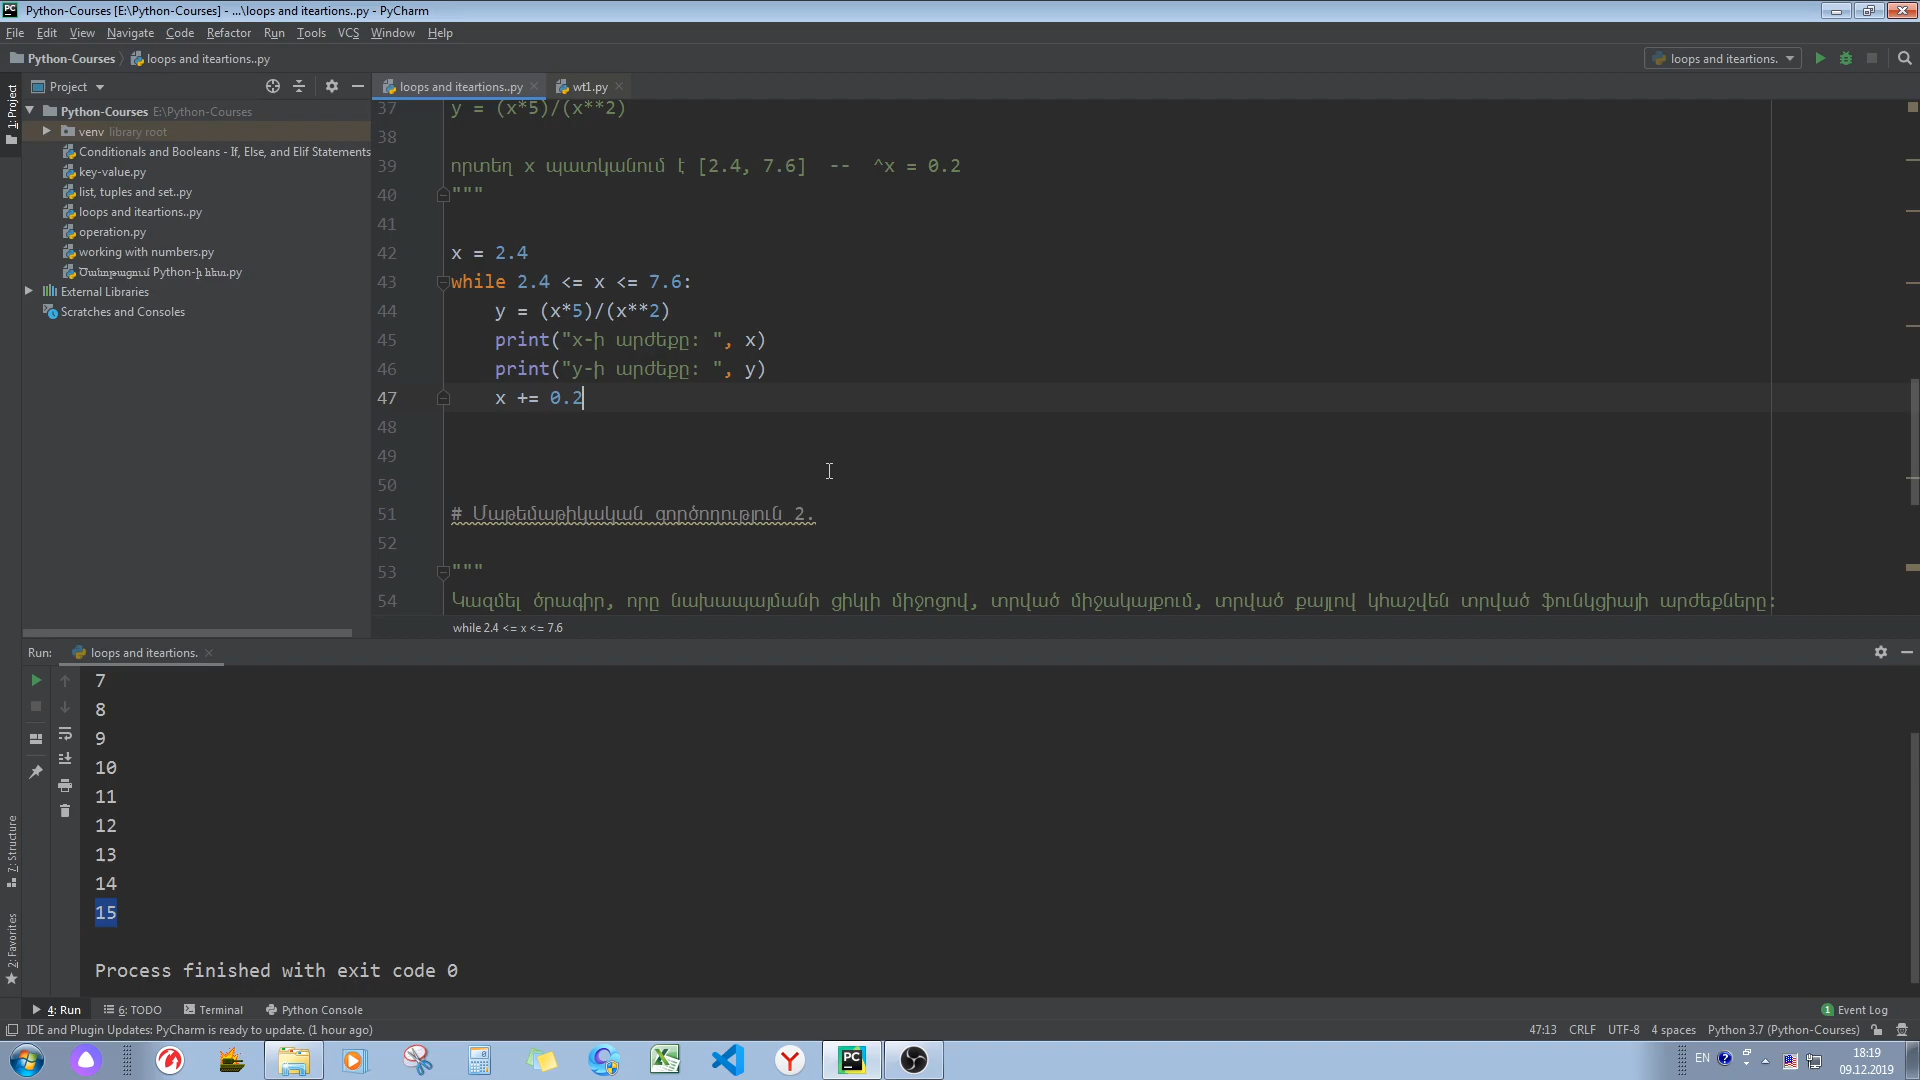 Python-Courses [E:\Python-Courses] - ...\loops and iteartions..py - PyCharm
File Edit View Navigate Code Refactor Run Tools VCS Window Help
Python-Courses loops and iteartions..py
loops and iteartions.
1: Project
Project
loops and iteartions..py
wt1.py
Python-Courses E:\Python-Courses
venv library root
Conditionals and Booleans - If, Else, and Elif Statements
key-value.py
list, tuples and set..py
loops and iteartions..py
operation.py
working with numbers.py
Ծանոթացում Python-ի հետ.py
External Libraries
Scratches and Consoles
37 y = (x*5)/(x**2)
38
39 որտեղ x պատկանում է [2.4, 7.6] -- ^x = 0.2
40 """
41
42 x = 2.4
43 while 2.4 <= x <= 7.6:
44 y = (x*5)/(x**2)
45 print("x-ի արժեքը: ", x)
46 print("y-ի արժեքը: ", y)
47 x += 0.2
48
49
50
51 # Մաթեմաթիկական գործողություն 2.
52
53 """
54 Կազմել ծրագիր, որը նախապայմանի ցիկլի միջոցով, տրված միջակայքում, տրված քայլով կհաշվեն տրված ֆունկցիայի արժեքները:
while 2.4 <= x <= 7.6
Run: loops and iteartions.
7
8
9
10
11
12
13
14
15
Process finished with exit code 0
7: Structure
2: Favorites
4: Run 6: TODO Terminal Python Console
1 Event Log
IDE and Plugin Updates: PyCharm is ready to update. (1 hour ago)
47:13 CRLF UTF-8 4 spaces Python 3.7 (Python-Courses)
PC
EN
18:19
09.12.2019